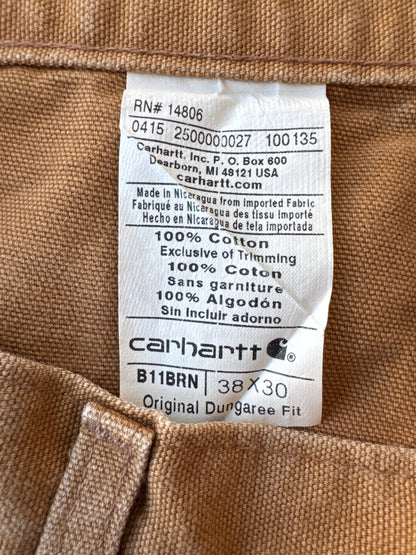 RN# 14806
0415 2500000027 100135
Carhartt, Inc. P. O. Box 600
Dearborn, MI 48121 USA
carhartt.com
Made in Nicaragua from imported Fabric
Fabriqué au Nicaragua des tissu importé
Hecho en Nicaragua de tela importada
100% Cotton
Exclusive of Trimming
100% Coton
Sans garniture
100% Algodón
Sin Incluir adorno
carhartt
B11BRN 38 X 30
Original Dungaree Fit